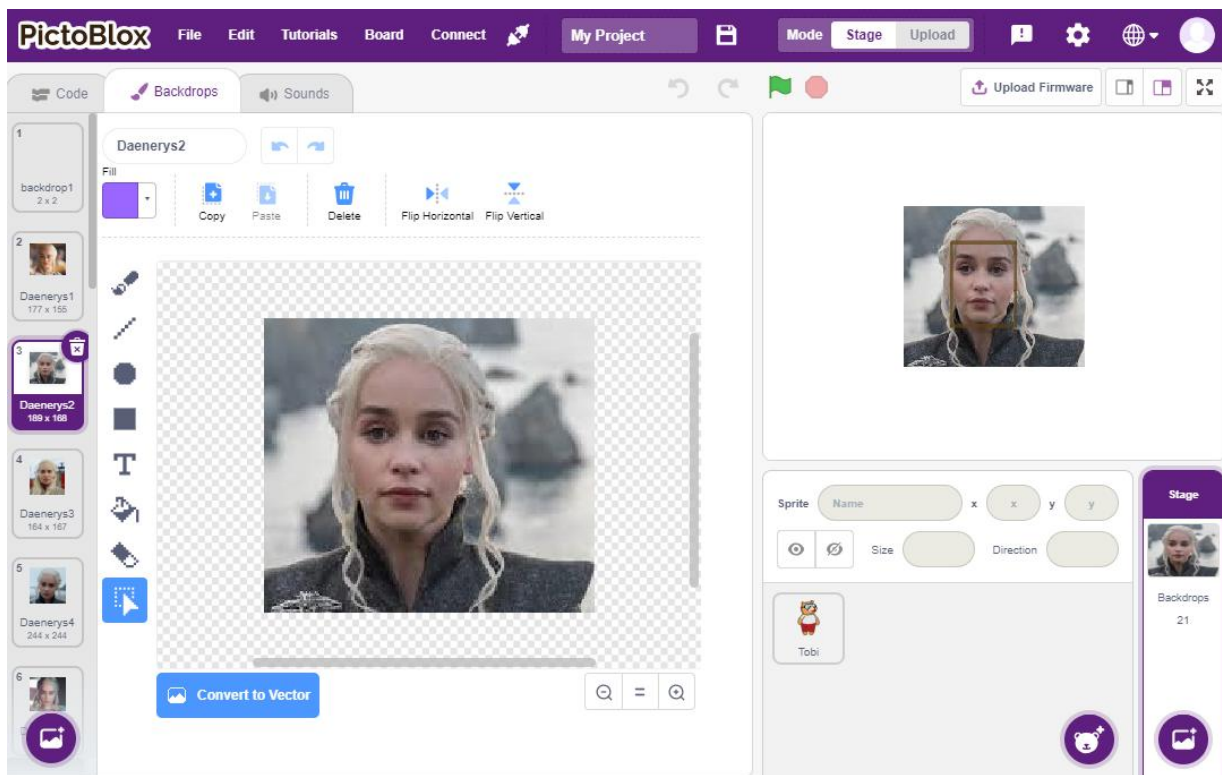 PictoBlox File Edit Tutorials Board Connect My Project Mode Stage Upload
Code Backdrops Sounds Upload Firmware
1
backdrop1
2 x 2
2
Daenerys1
177 x 155
3
Daenerys2
189 x 168
4
Daenerys3
164 x 167
5
Daenerys4
244 x 244
6
Daenerys2
Fill
Copy Paste Delete Flip Horizontal Flip Vertical
T
Convert to Vector
Sprite Name x x y y
Size Direction
Tobi
Stage
Backdrops
21